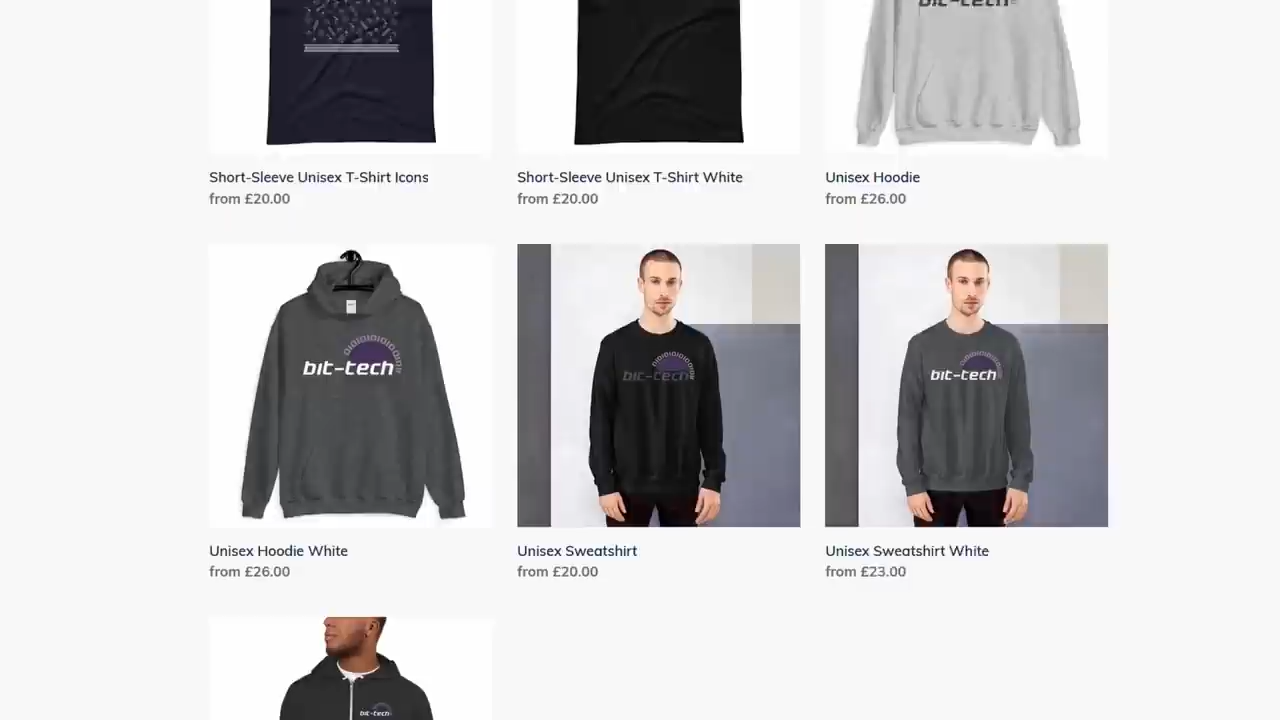 bit-tech
Short-Sleeve Unisex T-Shirt Icons
from £20.00
Short-Sleeve Unisex T-Shirt White
from £20.00
Unisex Hoodie
from £26.00
bit-tech
bit-tech
bit-tech
Unisex Hoodie White
from £26.00
Unisex Sweatshirt
from £20.00
Unisex Sweatshirt White
from £23.00
bit-tech